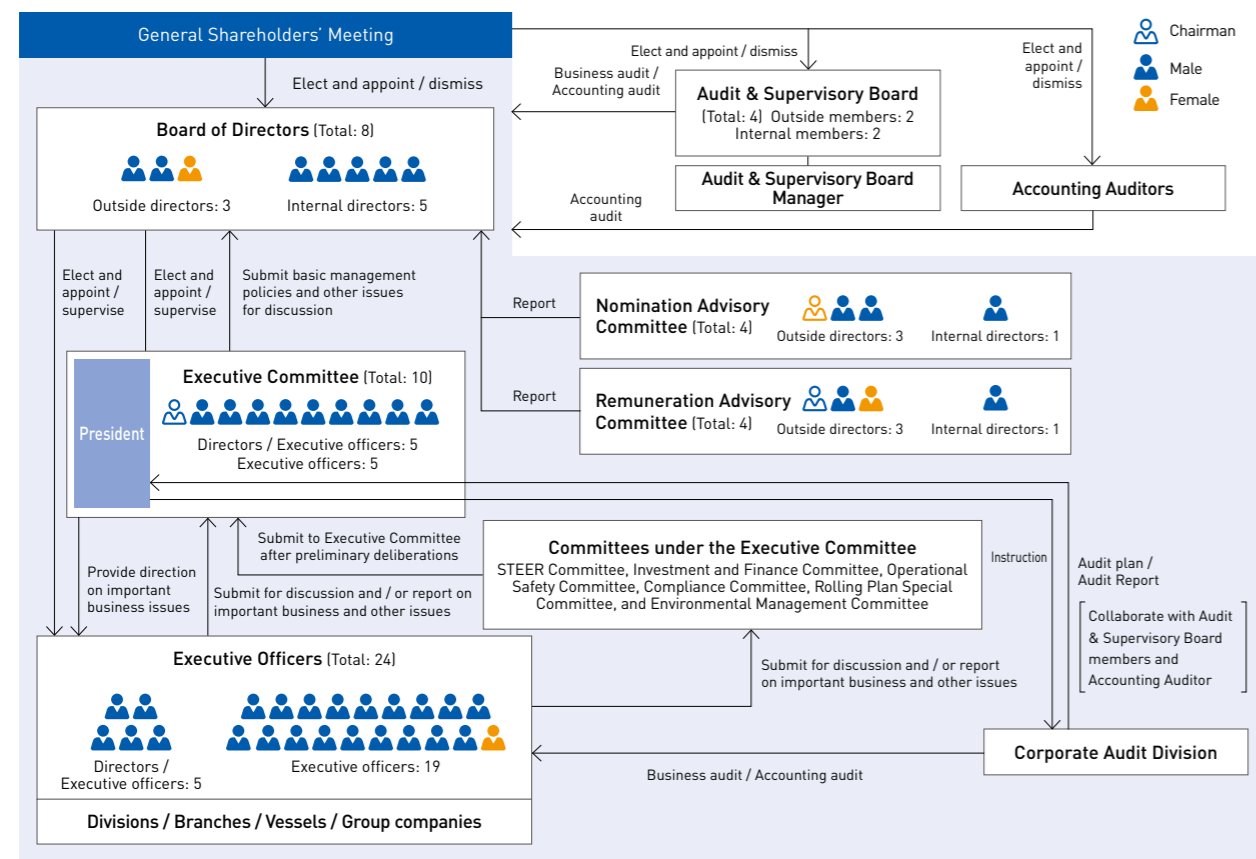 General Shareholders' Meeting
Chairman
Male
Female
Elect and appoint / dismiss
Elect and appoint / dismiss
Elect and
appoint /
dismiss
Business audit /
Accounting audit
Audit & Supervisory Board
(Total: 4) Outside members: 2
Internal members: 2
Audit & Supervisory Board
Manager
Accounting Auditors
Accounting
audit
Board of Directors (Total: 8)
Outside directors: 3
Internal directors: 5
Elect and
appoint /
supervise
Elect and
appoint /
supervise
Submit basic management
policies and other issues
for discussion
Report
Nomination Advisory
Committee (Total: 4)
Outside directors: 3
Internal directors: 1
Report
Remuneration Advisory
Committee (Total: 4)
Outside directors: 3
Internal directors: 1
President
Executive Committee (Total: 10)
Directors / Executive officers: 5
Executive officers: 5
Provide direction
on important
business issues
Submit to Executive Committee
after preliminary deliberations
Submit for discussion and / or report on
important business and other issues
Committees under the Executive Committee
STEER Committee, Investment and Finance Committee, Operational
Safety Committee, Compliance Committee, Rolling Plan Special
Committee, and Environmental Management Committee
Instruction
Audit plan /
Audit Report
Collaborate with Audit
& Supervisory Board
members and
Accounting Auditor
Executive Officers (Total: 24)
Directors /
Executive officers: 5
Executive officers: 19
Submit for discussion and / or report
on important business and other issues
Business audit / Accounting audit
Corporate Audit Division
Divisions / Branches / Vessels / Group companies